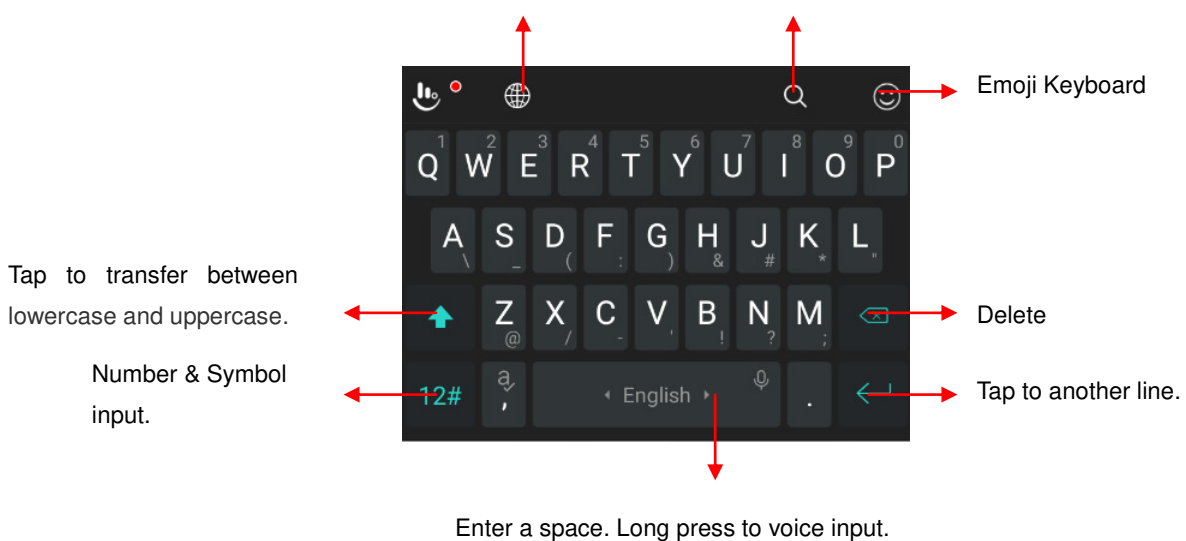 Emoji Keyboard
1 2 3 4 5 6 7 8 9 0
Q W E R T Y U I O P
A S D F G H J K L
\ _ ( : ) & # * "
Tap to transfer between
lowercase and uppercase.
Z X C V B N M
@ / - ' ! ? ;
Delete
Number & Symbol
input.
12# a , English .
Tap to another line.
Enter a space. Long press to voice input.